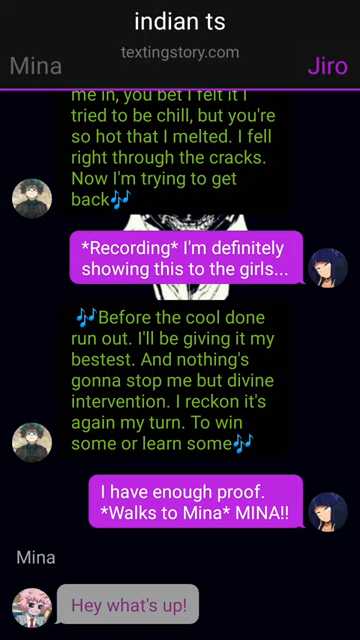 indian ts
textingstory.com
Mina
Jiro
me in, you bet I felt it I
tried to be chill, but you're
so hot that I melted. I fell
right through the cracks.
Now I'm trying to get
back🎶
*Recording* I'm definitely
showing this to the girls...
🎶Before the cool done
run out. I'll be giving it my
bestest. And nothing's
gonna stop me but divine
intervention. I reckon it's
again my turn. To win
some or learn some🎶
I have enough proof.
*Walks to Mina* MINA!!
Mina
Hey what's up!